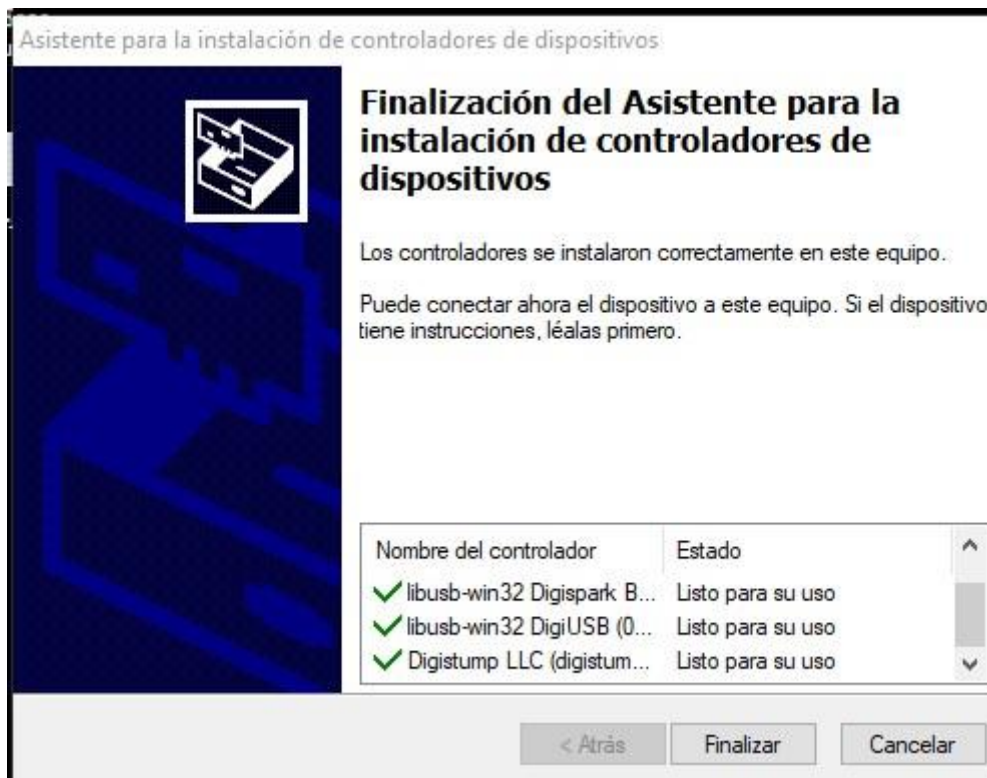 Asistente para la instalación de controladores de dispositivos
Finalización del Asistente para la
instalación de controladores de
dispositivos
Los controladores se instalaron correctamente en este equipo.
Puede conectar ahora el dispositivo a este equipo. Si el dispositivo
tiene instrucciones, léalas primero.
Nombre del controlador Estado
libusb-win32 Digispark B... Listo para su uso
libusb-win32 DigiUSB (0... Listo para su uso
Digistump LLC (digistum... Listo para su uso
< Atrás Finalizar Cancelar